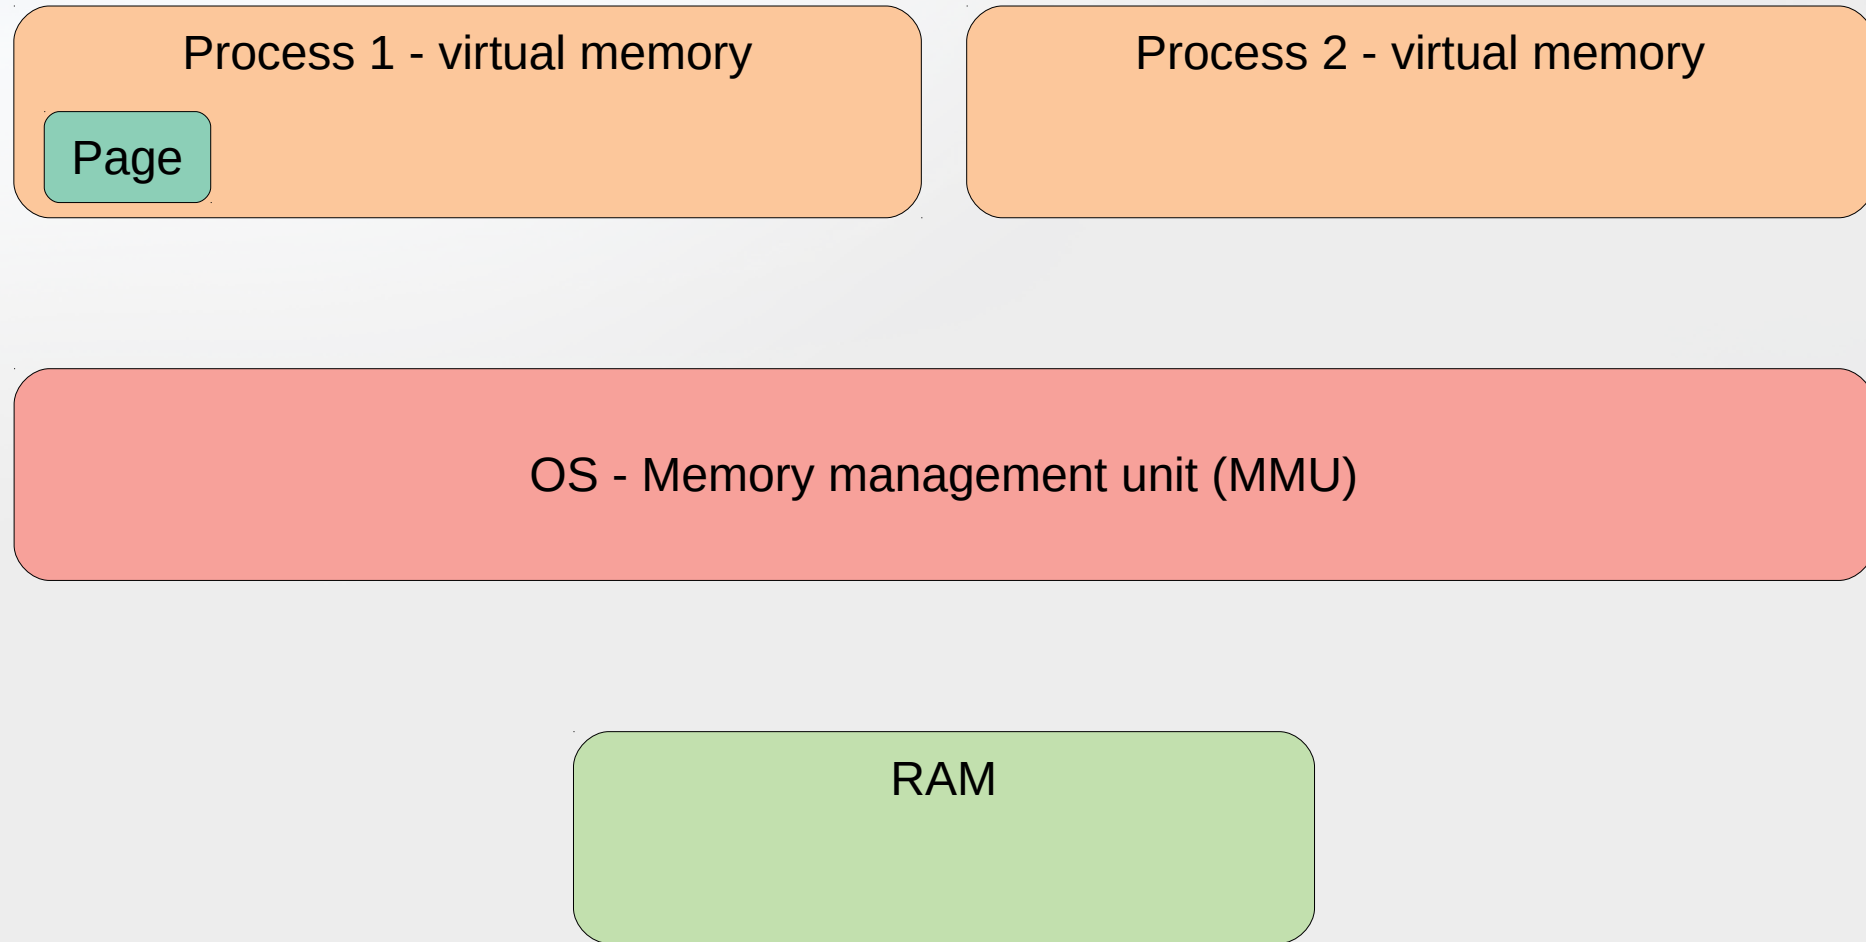 Process 1 - virtual memory
Process 2 - virtual memory
Page
OS - Memory management unit (MMU)
RAM